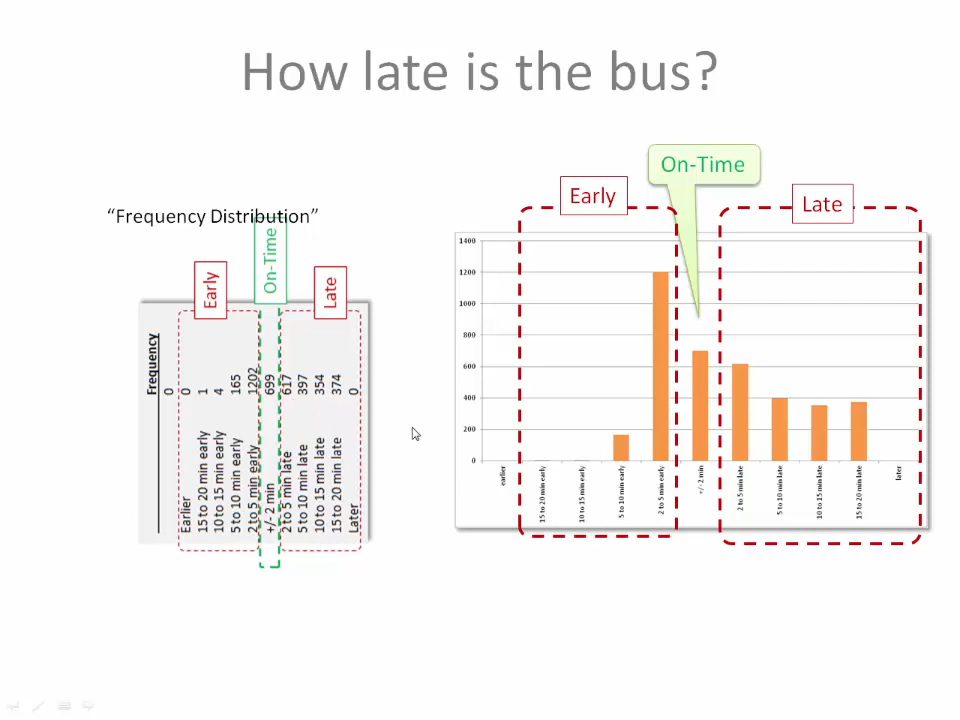 How late is the bus?
“Frequency Distribution”
Early
On-Time
Late
Frequency
0
Earlier 0
15 to 20 min early 1
10 to 15 min early 4
5 to 10 min early 165
2 to 5 min early 1202
+/- 2 min 699
2 to 5 min late 617
5 to 10 min late 397
10 to 15 min late 354
15 to 20 min late 374
Later 0
On-Time
Early
Late
1400
1200
1000
800
600
400
200
0
earlier
15 to 20 min early
10 to 15 min early
5 to 10 min early
2 to 5 min early
+/- 2 min
2 to 5 min late
5 to 10 min late
10 to 15 min late
15 to 20 min late
later